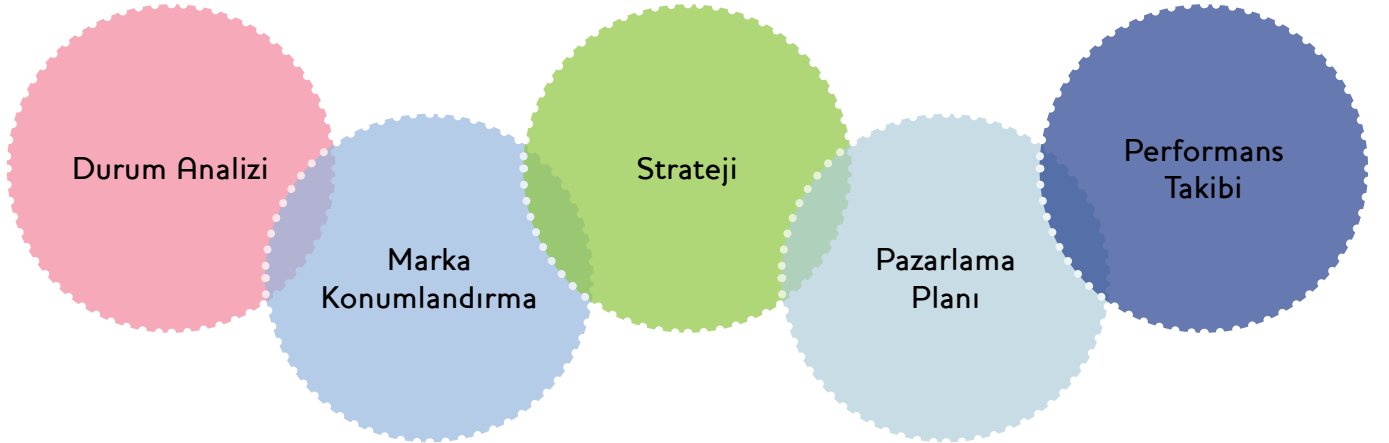 Durum Analizi
Marka
Konumlandırma
Strateji
Pazarlama
Planı
Performans
Takibi